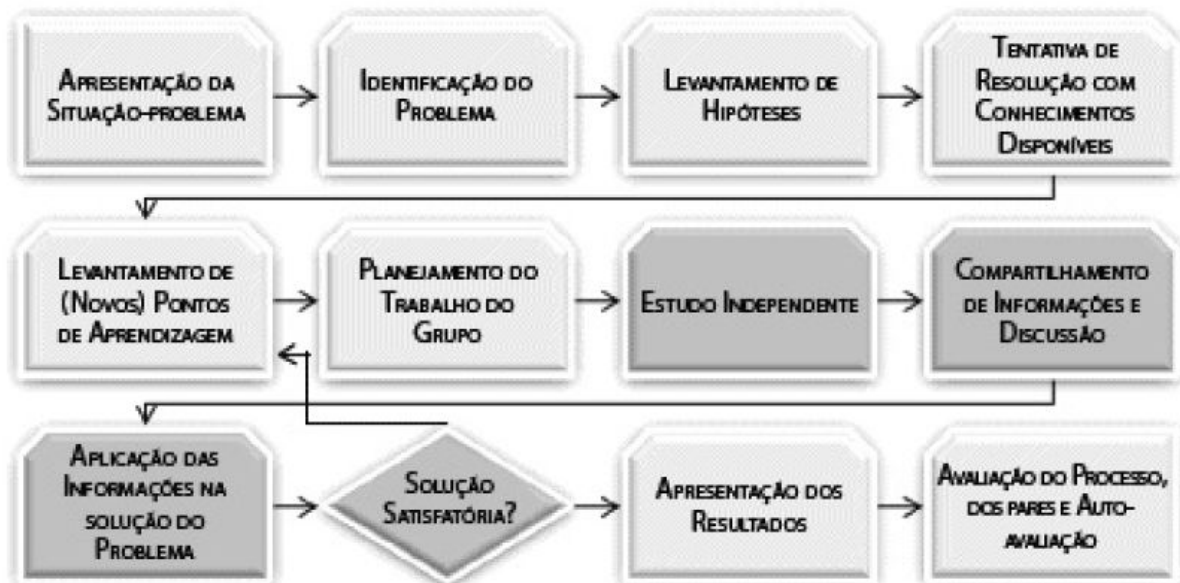 APRESENTAÇÃO DA
SITUAÇÃO-PROBLEMA
IDENTIFICAÇÃO DO
PROBLEMA
LEVANTAMENTO DE
HIPÓTESES
TENTATIVA DE
RESOLUÇÃO COM
CONHECIMENTOS
DISPONÍVEIS
LEVANTAMENTO DE
(NOVOS) PONTOS
DE APRENDIZAGEM
PLANEJAMENTO DO
TRABALHO DO
GRUPO
ESTUDO INDEPENDENTE
COMPARTILHAMENTO
DE INFORMAÇÕES E
DISCUSSÃO
APLICAÇÃO DAS
INFORMAÇÕES NA
SOLUÇÃO DO
PROBLEMA
SOLUÇÃO
SATISFATÓRIA?
APRESENTAÇÃO DOS
RESULTADOS
AVALIAÇÃO DO PROCESSO,
DOS PARES E AUTO-
AVALIAÇÃO